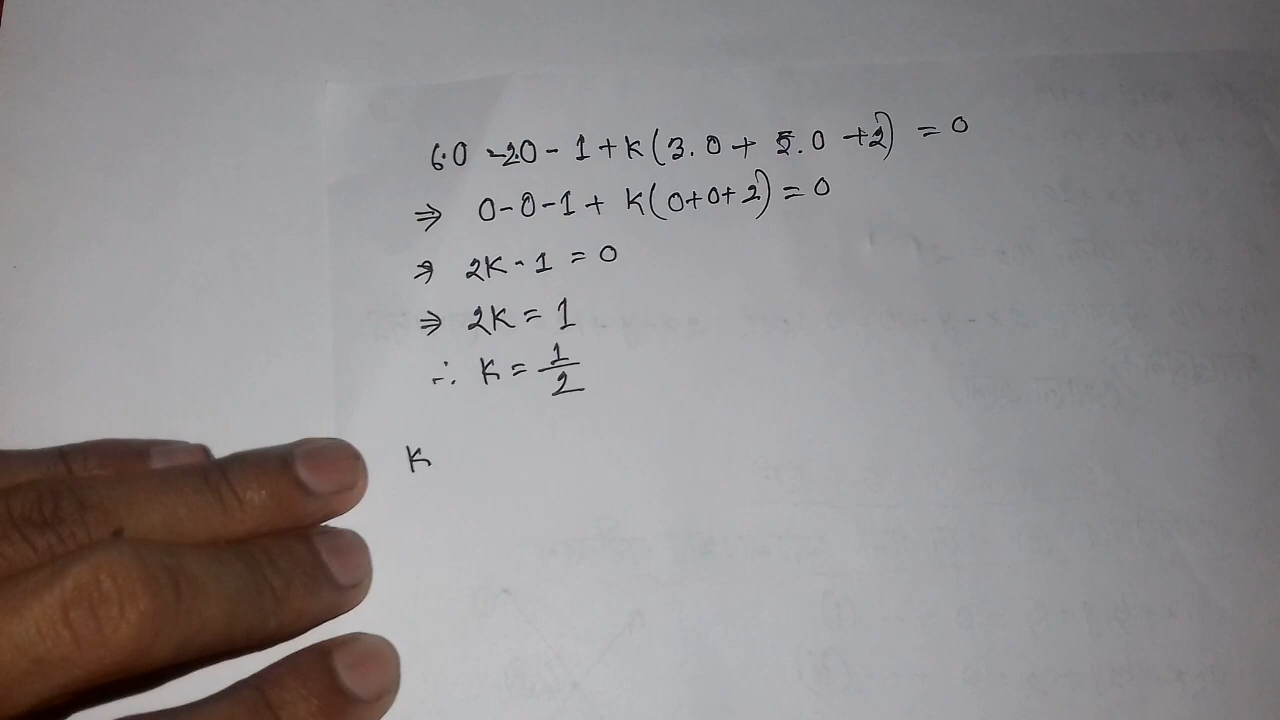 6.0 - 2.0 - 1 + K(3.0 + 5.0 + 2) = 0
⇒ 0 - 0 - 1 + K(0+0+2) = 0
⇒ 2K - 1 = 0
⇒ 2K = 1
∴ K = 1/2
K